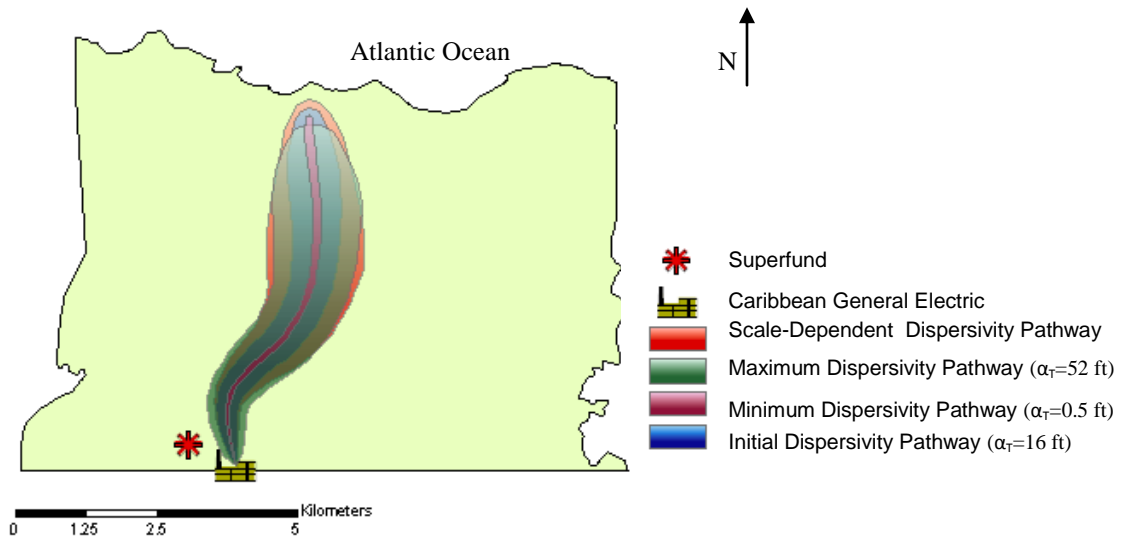 Atlantic Ocean
N
Superfund
Caribbean General Electric
Scale-Dependent Dispersivity Pathway
Maximum Dispersivity Pathway (αT=52 ft)
Minimum Dispersivity Pathway (αT=0.5 ft)
Initial Dispersivity Pathway (αT=16 ft)
Kilometers
0 1.25 2.5 5